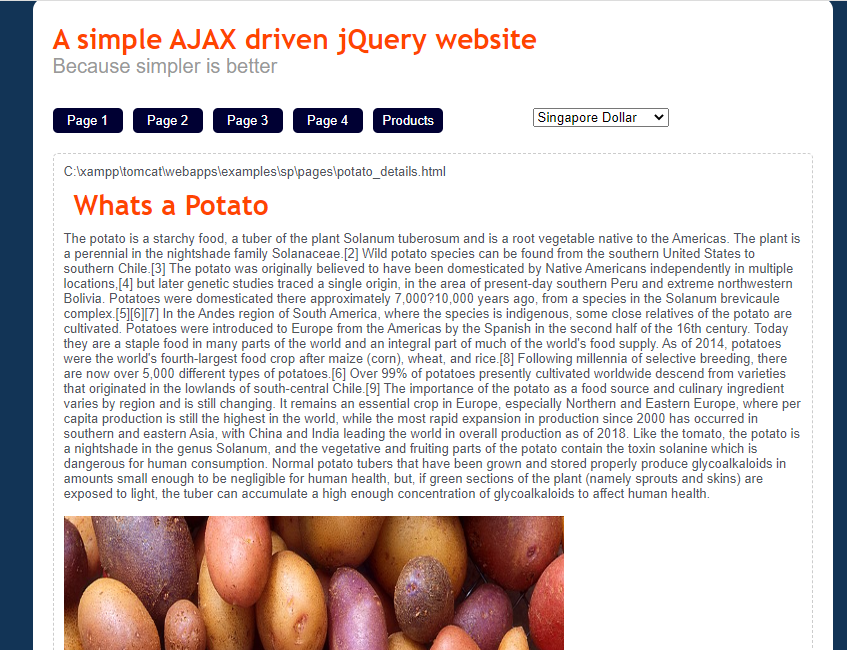 A simple AJAX driven jQuery website
Because simpler is better
Page 1 Page 2 Page 3 Page 4 Products Singapore Dollar
C:\xampp\tomcat\webapps\examples\sp\pages\potato_details.html
Whats a Potato
The potato is a starchy food, a tuber of the plant Solanum tuberosum and is a root vegetable native to the Americas. The plant is
a perennial in the nightshade family Solanaceae.[2] Wild potato species can be found from the southern United States to
southern Chile.[3] The potato was originally believed to have been domesticated by Native Americans independently in multiple
locations,[4] but later genetic studies traced a single origin, in the area of present-day southern Peru and extreme northwestern
Bolivia. Potatoes were domesticated there approximately 7,000?10,000 years ago, from a species in the Solanum brevicaule
complex.[5][6][7] In the Andes region of South America, where the species is indigenous, some close relatives of the potato are
cultivated. Potatoes were introduced to Europe from the Americas by the Spanish in the second half of the 16th century. Today
they are a staple food in many parts of the world and an integral part of much of the world's food supply. As of 2014, potatoes
were the world's fourth-largest food crop after maize (corn), wheat, and rice.[8] Following millennia of selective breeding, there
are now over 5,000 different types of potatoes.[6] Over 99% of potatoes presently cultivated worldwide descend from varieties
that originated in the lowlands of south-central Chile.[9] The importance of the potato as a food source and culinary ingredient
varies by region and is still changing. It remains an essential crop in Europe, especially Northern and Eastern Europe, where per
capita production is still the highest in the world, while the most rapid expansion in production since 2000 has occurred in
southern and eastern Asia, with China and India leading the world in overall production as of 2018. Like the tomato, the potato is
a nightshade in the genus Solanum, and the vegetative and fruiting parts of the potato contain the toxin solanine which is
dangerous for human consumption. Normal potato tubers that have been grown and stored properly produce glycoalkaloids in
amounts small enough to be negligible for human health, but, if green sections of the plant (namely sprouts and skins) are
exposed to light, the tuber can accumulate a high enough concentration of glycoalkaloids to affect human health.